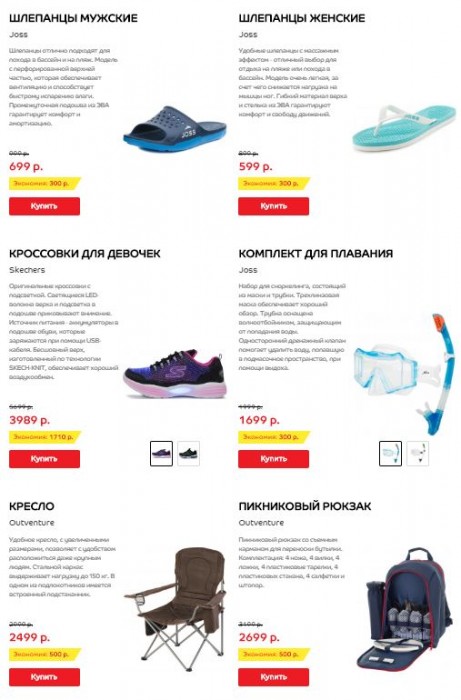 ШЛЕПАНЦЫ МУЖСКИЕ
Joss
Шлепанцы отлично подходят для
похода в бассейн и на пляж. Модель
с перфорированной верхней
частью, которая обеспечивает
вентиляцию и способствует
быстрому испарению влаги.
Промежуточная подошва из ЭВА
гарантирует комфорт и
амортизацию.
JOSS
999 р.
699 р.
Экономия: 300 р.
Купить
ШЛЕПАНЦЫ ЖЕНСКИЕ
Joss
Удобные шлепанцы с массажным
эффектом - отличный выбор для
отдыха на пляже или похода в
бассейн. Модель очень легкая, за
счет чего снижается нагрузка на
мышцы ног. Гибкий материал верха
и стелька из ЭВА гарантируют
комфорт и свободу движений.
899 р.
599 р.
Экономия: 300 р.
Купить
КРОССОВКИ ДЛЯ ДЕВОЧЕК
Skechers
Оригинальные кроссовки с
подсветкой. Светящиеся LED-
волокна верха и подсветка в
подошве приковывают внимание.
Источник питания - аккумуляторы в
подошве обуви, которые
заряжаются при помощи USB-
кабеля. Бесшовный верх,
изготовленный по технологии
SKECH-KNIT, обеспечивает хороший
воздухообмен.
5699 р.
3989 р.
Экономия: 1710 р.
Купить
КОМПЛЕКТ ДЛЯ ПЛАВАНИЯ
Joss
Набор для снорклинга, состоящий
из маски и трубки. Трехлинзовая
маска обеспечивает хороший
обзор. Трубка оснащена
волноотбойником, защищающим
от попадания воды.
Односторонний дренажный клапан
помогает удалить воду, попавшую
в подмасочное пространство, при
помощи выдоха.
1999 р.
1699 р.
Экономия: 300 р.
Купить
КРЕСЛО
Outventure
Удобное кресло, с увеличенными
размерами, позволяет с удобством
расположиться даже крупным
людям. Стальной каркас
выдерживает нагрузку до 150 кг. В
одном из подлокотников имеется
встроенный подстаканник.
2999 р.
2499 р.
Экономия: 500 р.
Купить
ПИКНИКОВЫЙ РЮКЗАК
Outventure
Пикниковый рюкзак со съемным
карманом для переноски бутылки.
Комплектация: 4 ножа, 4 вилки, 4
ложки, 4 пластиковые тарелки, 4
пластиковых стакана, 4 салфетки и
штопор.
3199 р.
2699 р.
Экономия: 500 р.
Купить